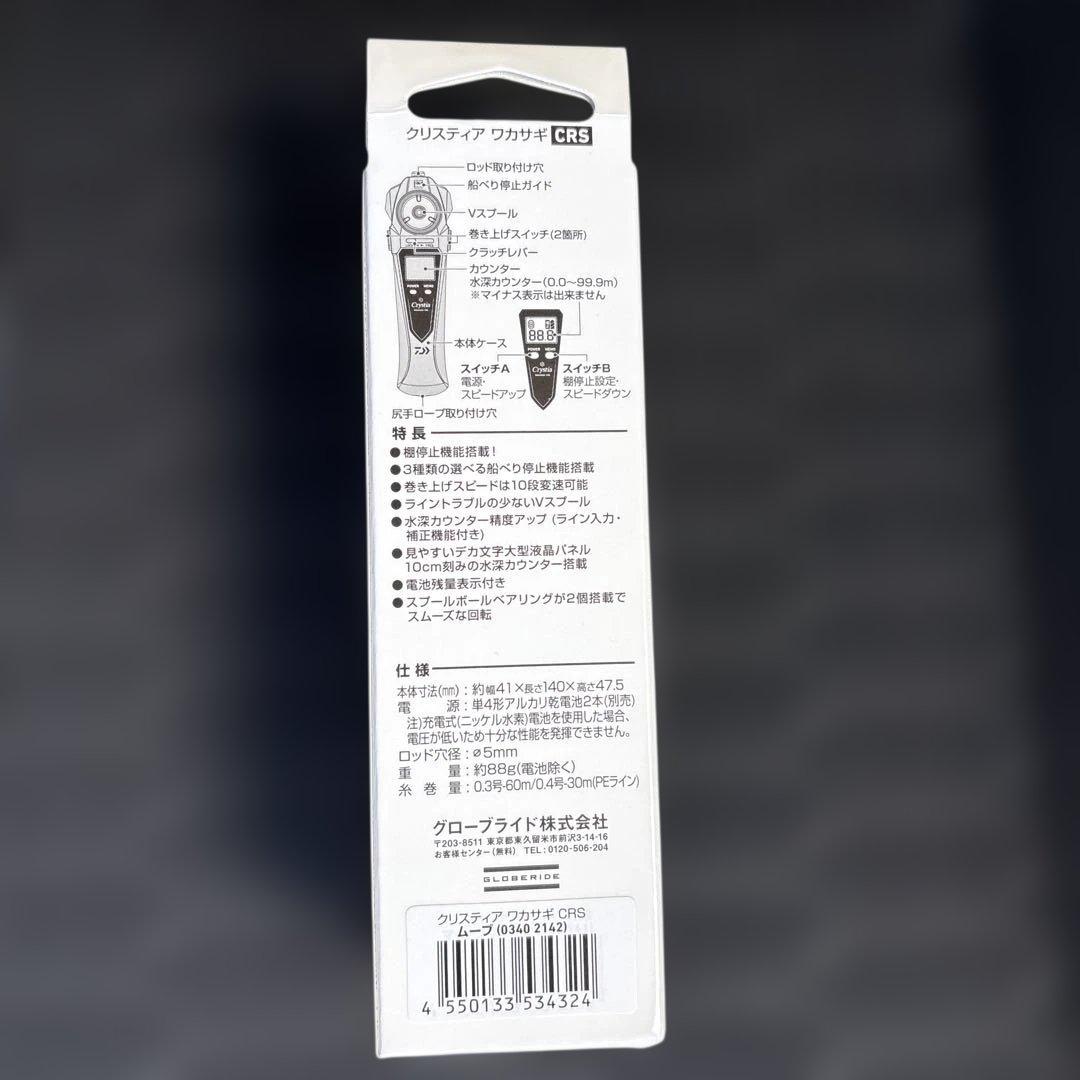 クリスティア ワカサギ CRS
ロッド取り付け穴
船べり停止ガイド
Vスプール
巻き上げスイッチ(2箇所)
クラッチレバー
カウンター
水深カウンター(0.0〜99.9m)
※マイナス表示は出来ません
POWER MEMO
Crystia
本体ケース
88.8
POWER MEMO
Crystia
スイッチA
電源・
スピードアップ
スイッチB
棚停止設定・
スピードダウン
尻手ロープ取り付け穴
特長
●棚停止機能搭載!
●3種類の選べる船べり停止機能搭載
●巻き上げスピードは10段変速可能
●ライントラブルの少ないVスプール
●水深カウンター精度アップ(ライン入力・
補正機能付き)
●見やすいデカ文字大型液晶パネル
10cm刻みの水深カウンター搭載
●電池残量表示付き
●スプールボールベアリングが2個搭載で
スムーズな回転
仕様
本体寸法(mm):約幅41×長さ140×高さ47.5
電源:単4形アルカリ乾電池2本(別売)
注)充電式(ニッケル水素)電池を使用した場合、
電圧が低いため十分な性能を発揮できません。
ロッド穴径:ø5mm
重量:約88g(電池除く)
糸巻量:0.3号-60m/0.4号-30m(PEライン)
グローブライド株式会社
〒203-8511 東京都東久留米市前沢3-14-16
お客様センター(無料) TEL:0120-506-204
GLOBERIDE
クリスティア ワカサギ CRS
ムーブ(0340 2142)
4 550133 534324